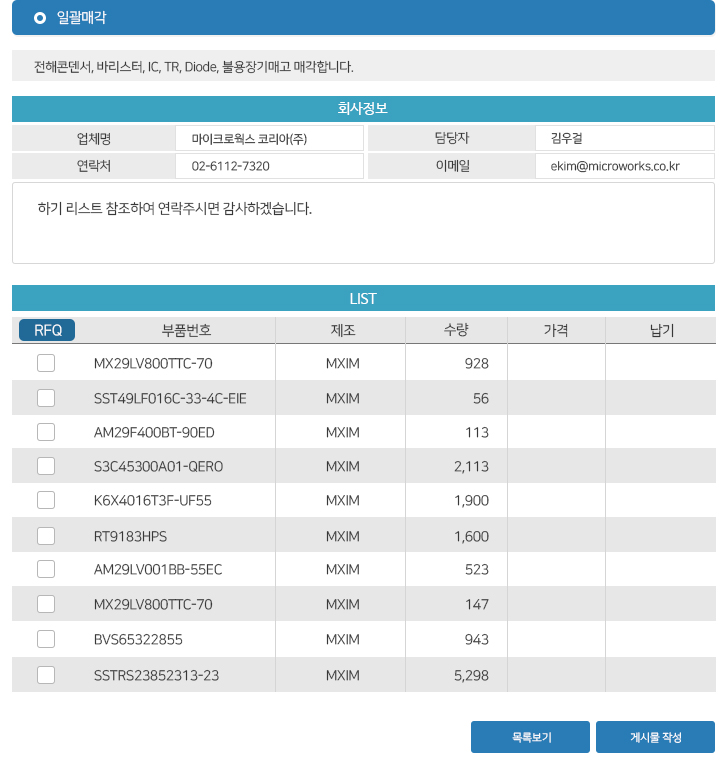 일괄매각
전해콘덴서, 바리스터, IC, TR, Diode, 불용장기매고 매각합니다.
회사정보
업체명 마이크로웍스 코리아(주) 담당자 김우걸
연락처 02-6112-7320 이메일 ekim@microworks.co.kr
하기 리스트 참조하여 연락주시면 감사하겠습니다.
LIST
RFQ 부품번호 제조 수량 가격 납기
MX29LV800TTC-70 MXIM 928
SST49LF016C-33-4C-EIE MXIM 56
AM29F400BT-90ED MXIM 113
S3C45300A01-QERO MXIM 2,113
K6X4016T3F-UF55 MXIM 1,900
RT9183HPS MXIM 1,600
AM29LV001BB-55EC MXIM 523
MX29LV800TTC-70 MXIM 147
BVS65322855 MXIM 943
SSTRS23852313-23 MXIM 5,298
목록보기 게시물 작성